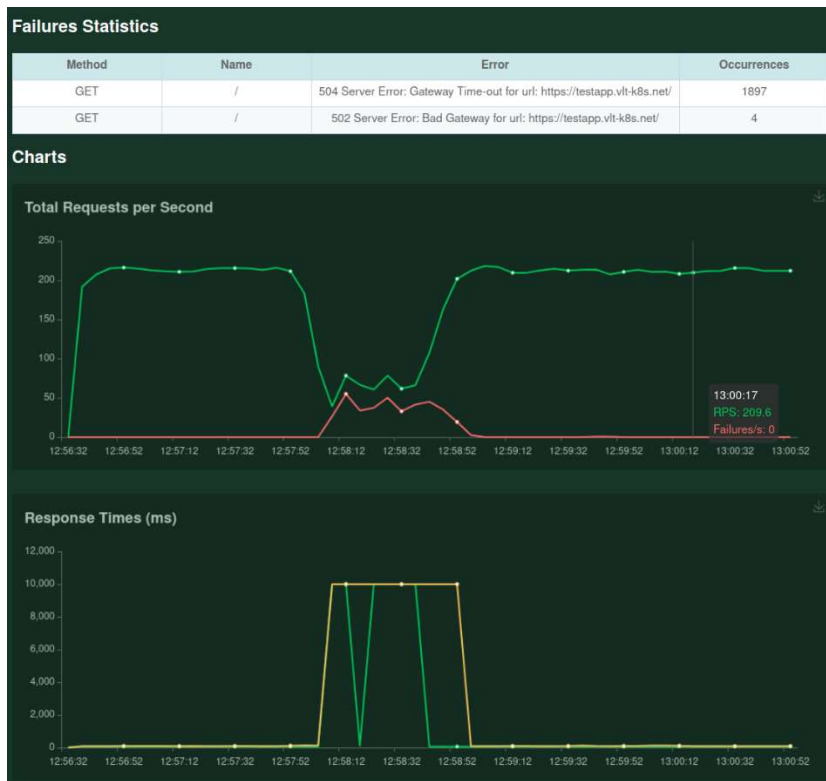 Failures Statistics
Method Name Error Occurrences
GET / 504 Server Error: Gateway Time-out for url: https://testapp.vlt-k8s.net/ 1897
GET / 502 Server Error: Bad Gateway for url: https://testapp.vlt-k8s.net/ 4
Charts
Total Requests per Second
250
200
150
100
50
0
13:00:17
RPS: 209.6
Failures/s: 0
12:56:32 12:56:52 12:57:12 12:57:32 12:57:52 12:58:12 12:58:32 12:58:52 12:59:12 12:59:32 12:59:52 13:00:12 13:00:32 13:00:52
Response Times (ms)
12,000
10,000
8,000
6,000
4,000
2,000
0
12:56:32 12:56:52 12:57:12 12:57:32 12:57:52 12:58:12 12:58:32 12:58:52 12:59:12 12:59:32 12:59:52 13:00:12 13:00:32 13:00:52